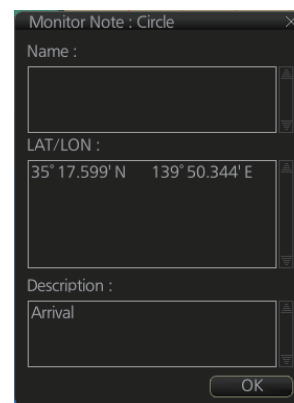 Monitor Note : Circle ×
Name :
LAT/LON :
35° 17.599' N 139° 50.344' E
Description :
Arrival
OK